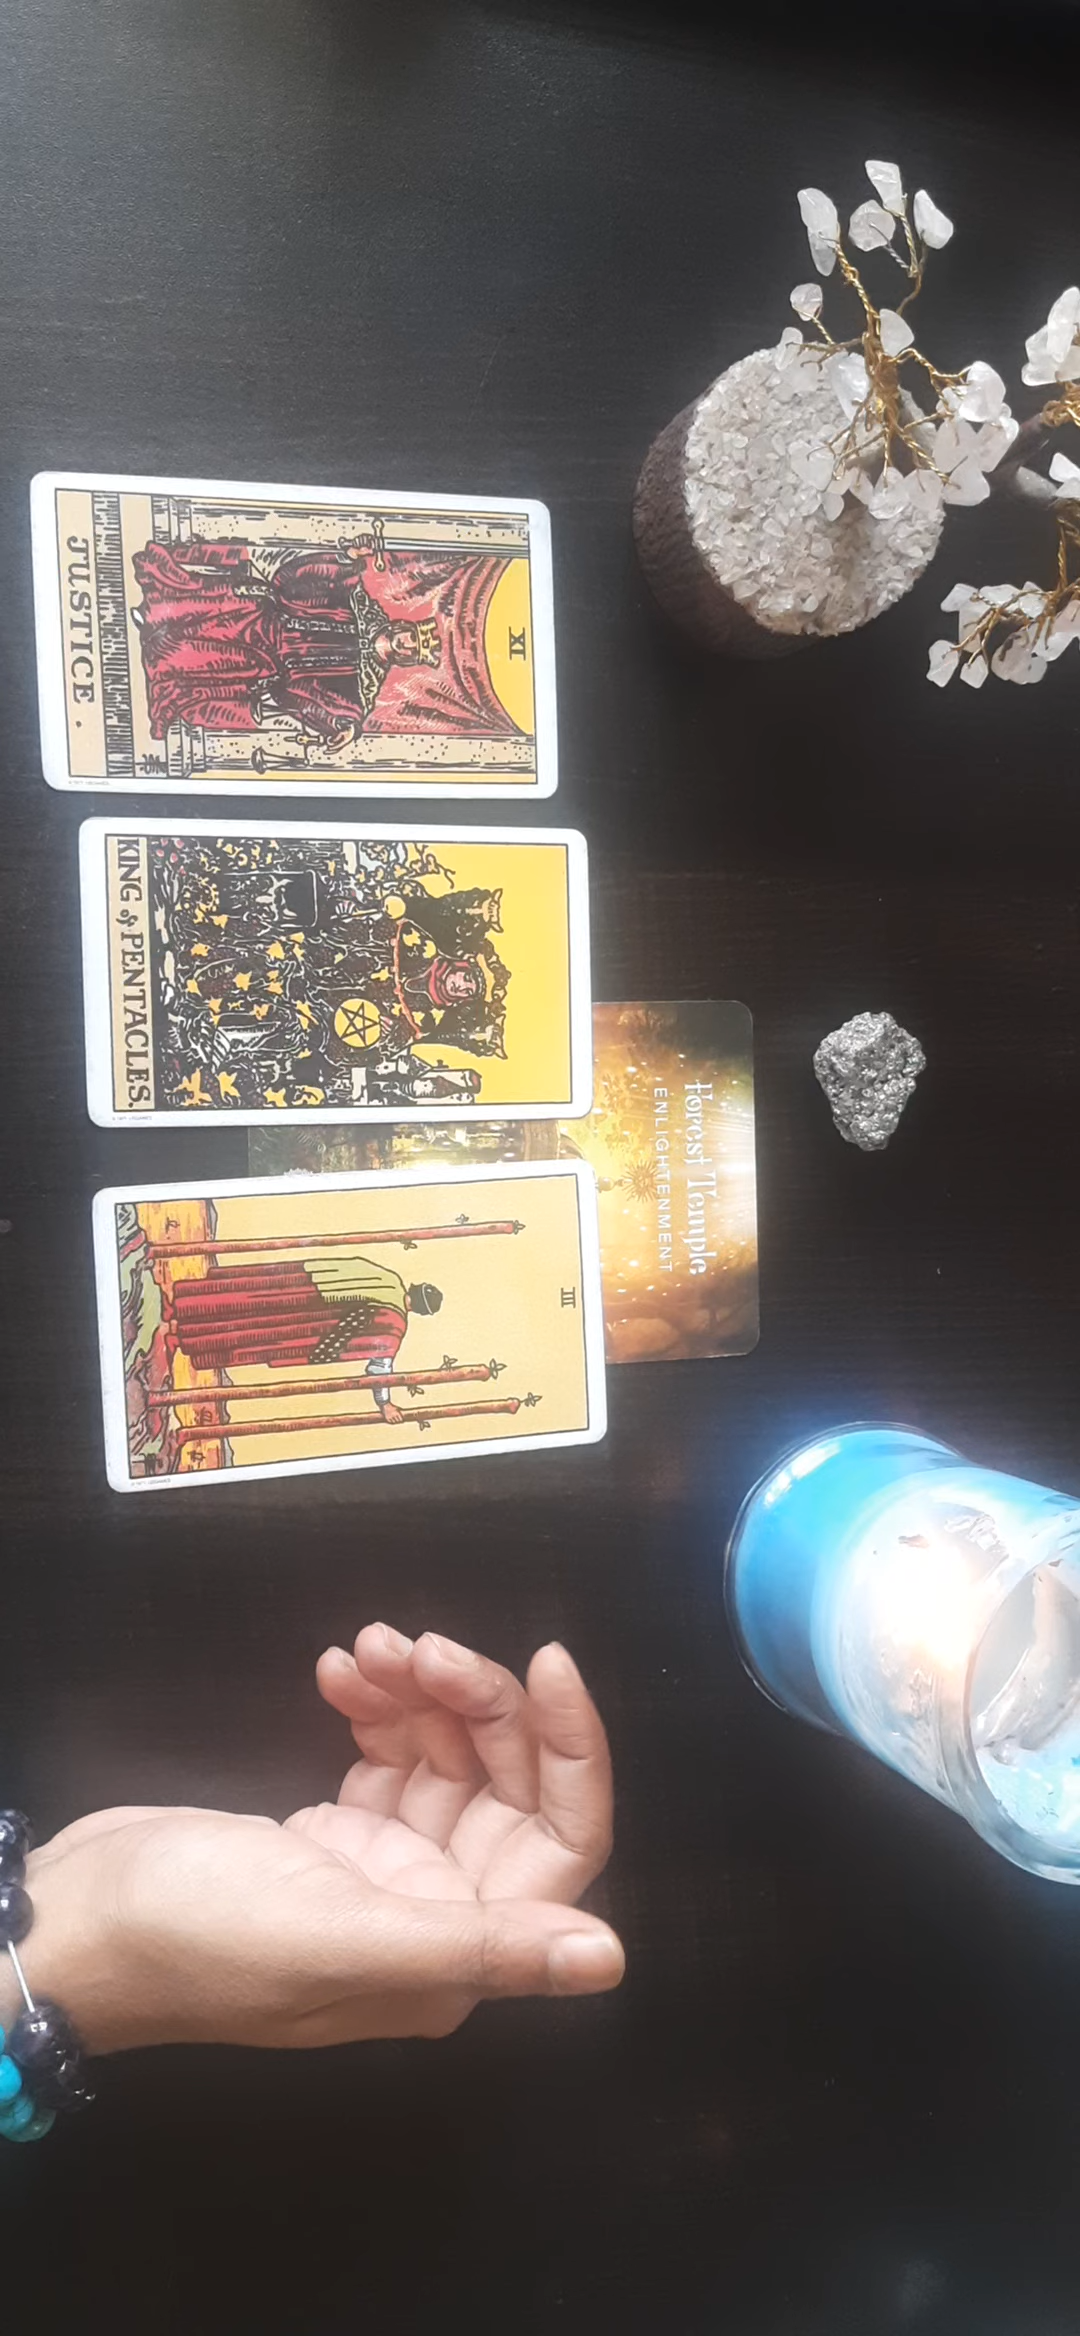 XI
JUSTICE.
KING of PENTACLES.
III
Forest Temple
ENLIGHTENMENT